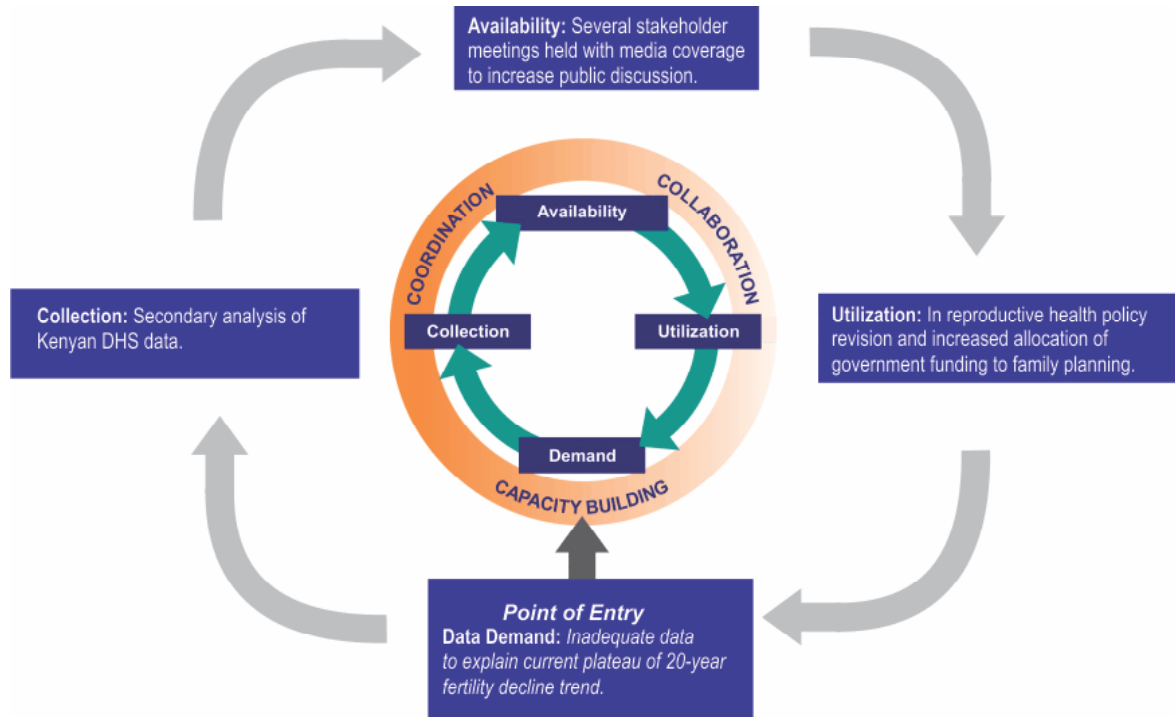 Availability: Several stakeholder
meetings held with media coverage
to increase public discussion.
COORDINATION
COLLABORATION
Availability
Collection: Secondary analysis of
Kenyan DHS data.
Collection
Utilization
Utilization: In reproductive health policy
revision and increased allocation of
government funding to family planning.
Demand
CAPACITY BUILDING
Point of Entry
Data Demand: Inadequate data
to explain current plateau of 20-year
fertility decline trend.